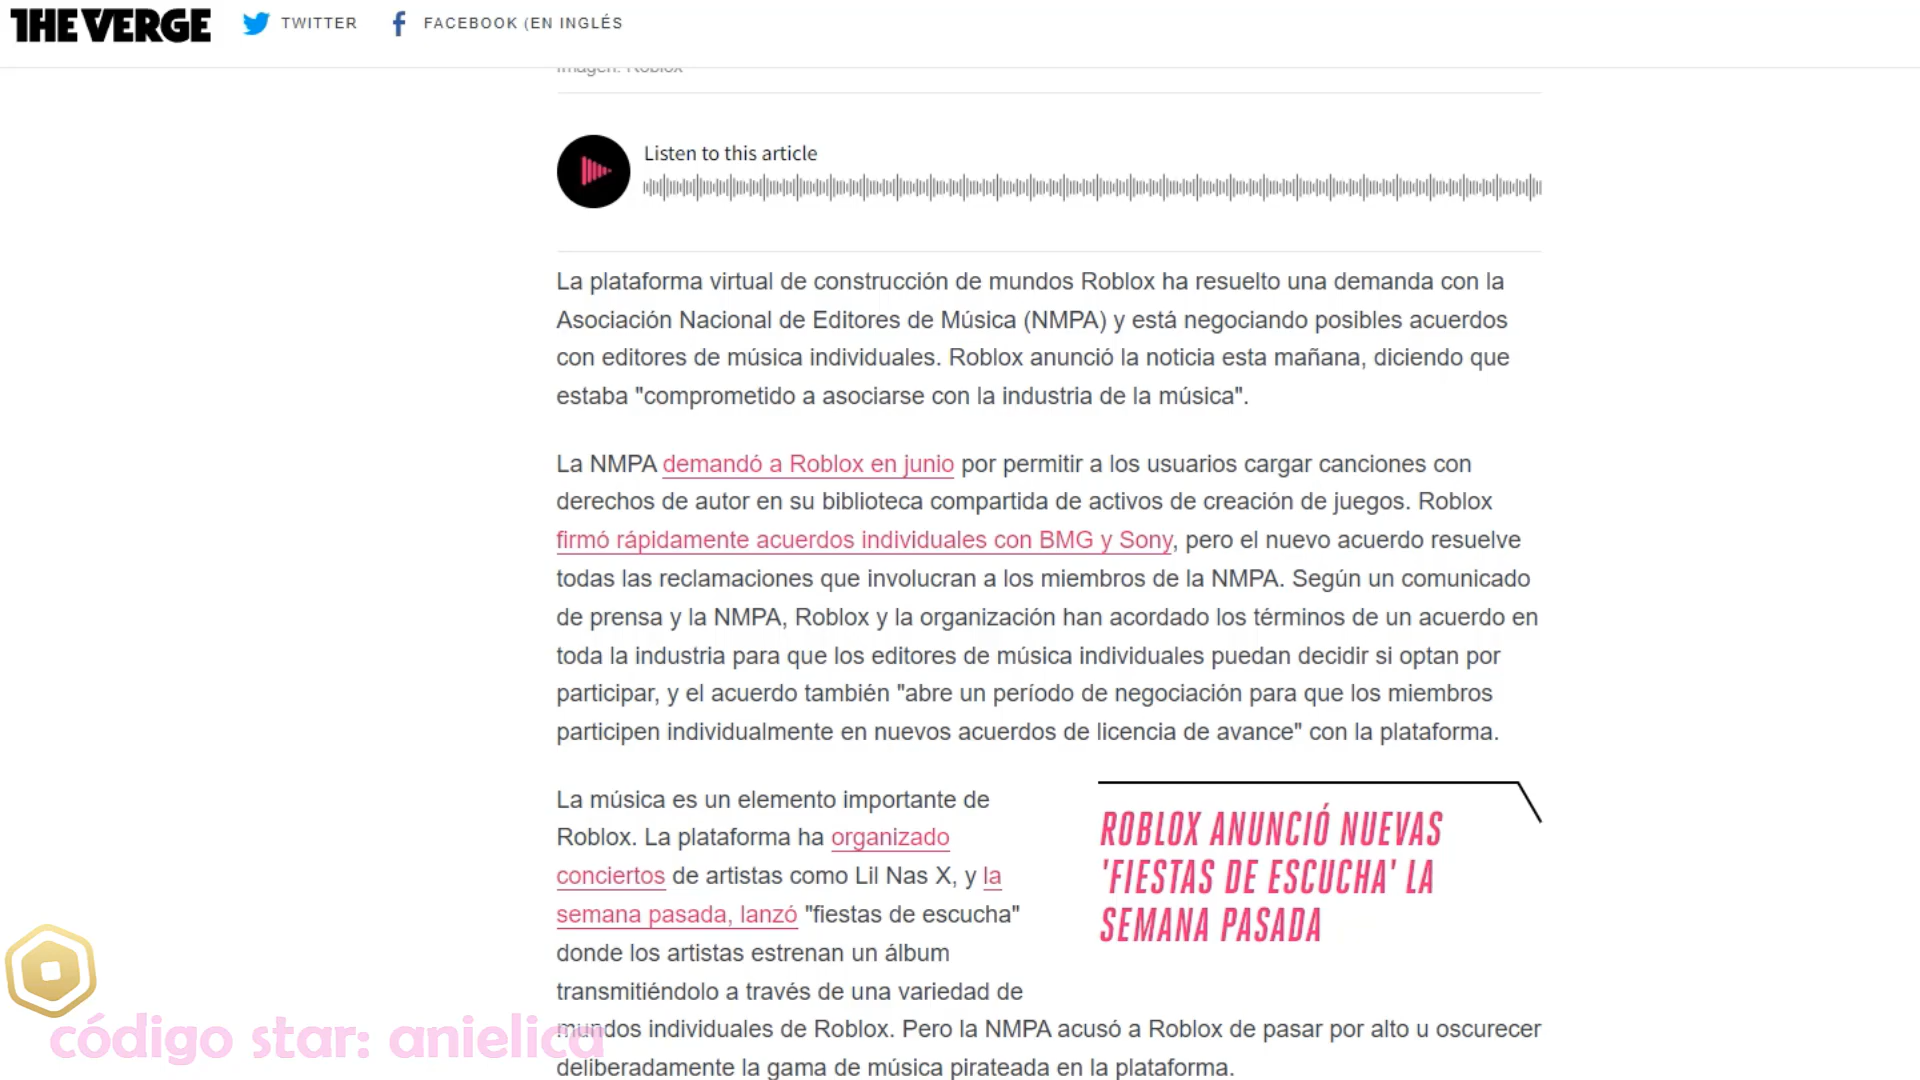 THE VERGE TWITTER FACEBOOK (EN INGLÉS
Imagen: Roblox
Listen to this article
La plataforma virtual de construcción de mundos Roblox ha resuelto una demanda con la
Asociación Nacional de Editores de Música (NMPA) y está negociando posibles acuerdos
con editores de música individuales. Roblox anunció la noticia esta mañana, diciendo que
estaba "comprometido a asociarse con la industria de la música".
La NMPA demandó a Roblox en junio por permitir a los usuarios cargar canciones con
derechos de autor en su biblioteca compartida de activos de creación de juegos. Roblox
firmó rápidamente acuerdos individuales con BMG y Sony, pero el nuevo acuerdo resuelve
todas las reclamaciones que involucran a los miembros de la NMPA. Según un comunicado
de prensa y la NMPA, Roblox y la organización han acordado los términos de un acuerdo en
toda la industria para que los editores de música individuales puedan decidir si optan por
participar, y el acuerdo también "abre un período de negociación para que los miembros
participen individualmente en nuevos acuerdos de licencia de avance" con la plataforma.
La música es un elemento importante de
Roblox. La plataforma ha organizado
conciertos de artistas como Lil Nas X, y la
semana pasada, lanzó "fiestas de escucha"
donde los artistas estrenan un álbum
transmitiéndolo a través de una variedad de
mundos individuales de Roblox. Pero la NMPA acusó a Roblox de pasar por alto u oscurecer
deliberadamente la gama de música pirateada en la plataforma.
ROBLOX ANUNCIÓ NUEVAS
'FIESTAS DE ESCUCHA' LA
SEMANA PASADA
código star: anielica